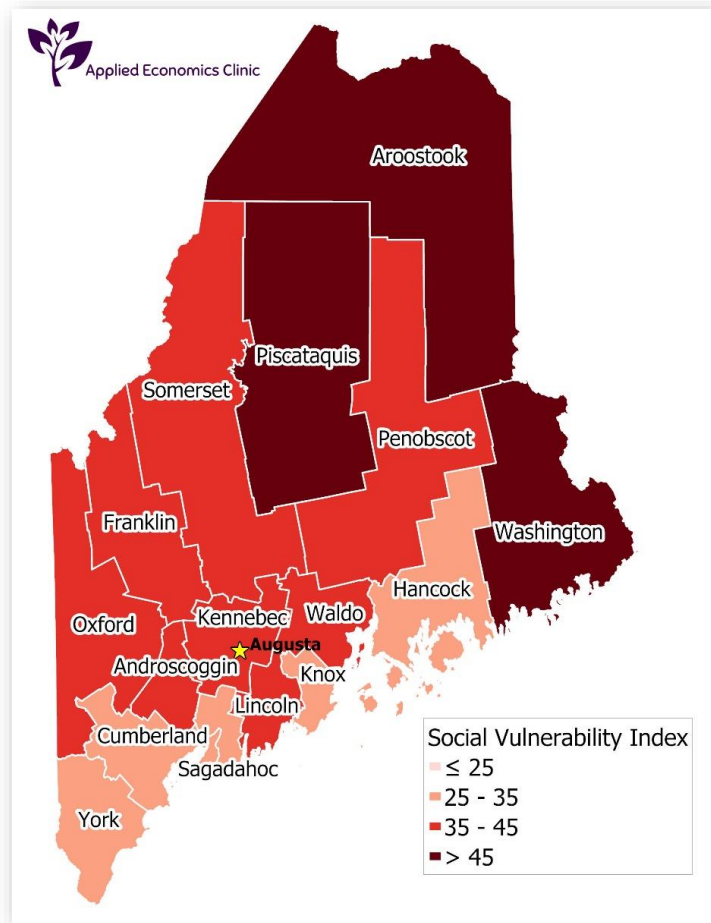 Applied Economics Clinic
Aroostook
Piscataquis
Somerset
Penobscot
Franklin
Washington
Hancock
Oxford
Kennebec
Waldo
Augusta
Androscoggin
Knox
Lincoln
Cumberland
Sagadahoc
York
Social Vulnerability Index
≤ 25
25 - 35
35 - 45
> 45